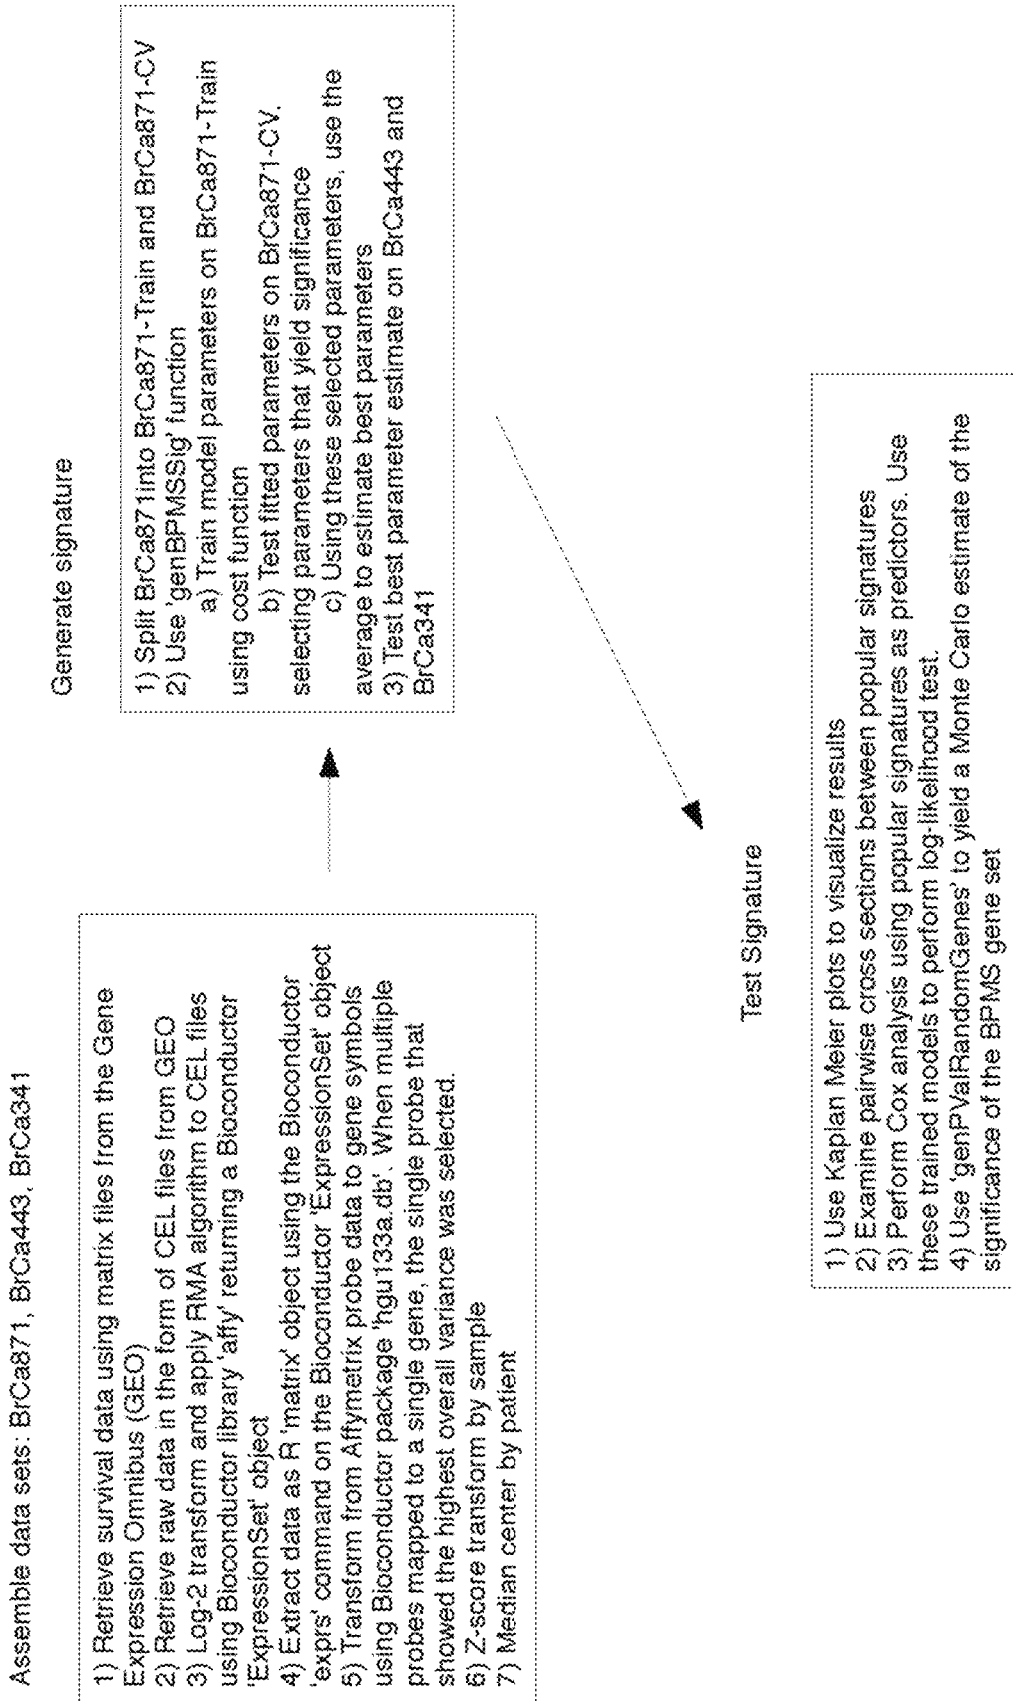 Assemble data sets: BrCa871, BrCa443, BrCa341
1) Retrieve survival data using matrix files from the Gene
Expression Omnibus (GEO)
2) Retrieve raw data in the form of CEL files from GEO
3) Log-2 transform and apply RMA algorithm to CEL files
using Bioconductor library 'affy' returning a Bioconductor
'ExpressionSet' object
4) Extract data as R 'matrix' object using the Bioconductor
'exprs' command on the Bioconductor 'ExpressionSet' object
5) Transform from Affymetrix probe data to gene symbols
using Bioconductor package 'hgu133a.db'. When multiple
probes mapped to a single gene, the single probe that
showed the highest overall variance was selected.
6) Z-score transform by sample
7) Median center by patient
Generate signature
1) Split BrCa871into BrCa871-Train and BrCa871-CV
2) Use 'genBPMSSig' function
a) Train model parameters on BrCa871-Train
using cost function
b) Test fitted parameters on BrCa871-CV,
selecting parameters that yield significance
c) Using these selected parameters, use the
average to estimate best parameters
3) Test best parameter estimate on BrCa443 and
BrCa341
Test Signature
1) Use Kaplan Meier plots to visualize results
2) Examine pairwise cross sections between popular signatures
3) Perform Cox analysis using popular signatures as predictors. Use
these trained models to perform log-likelihood test.
4) Use 'genPValRandomGenes' to yield a Monte Carlo estimate of the
significance of the BPMS gene set